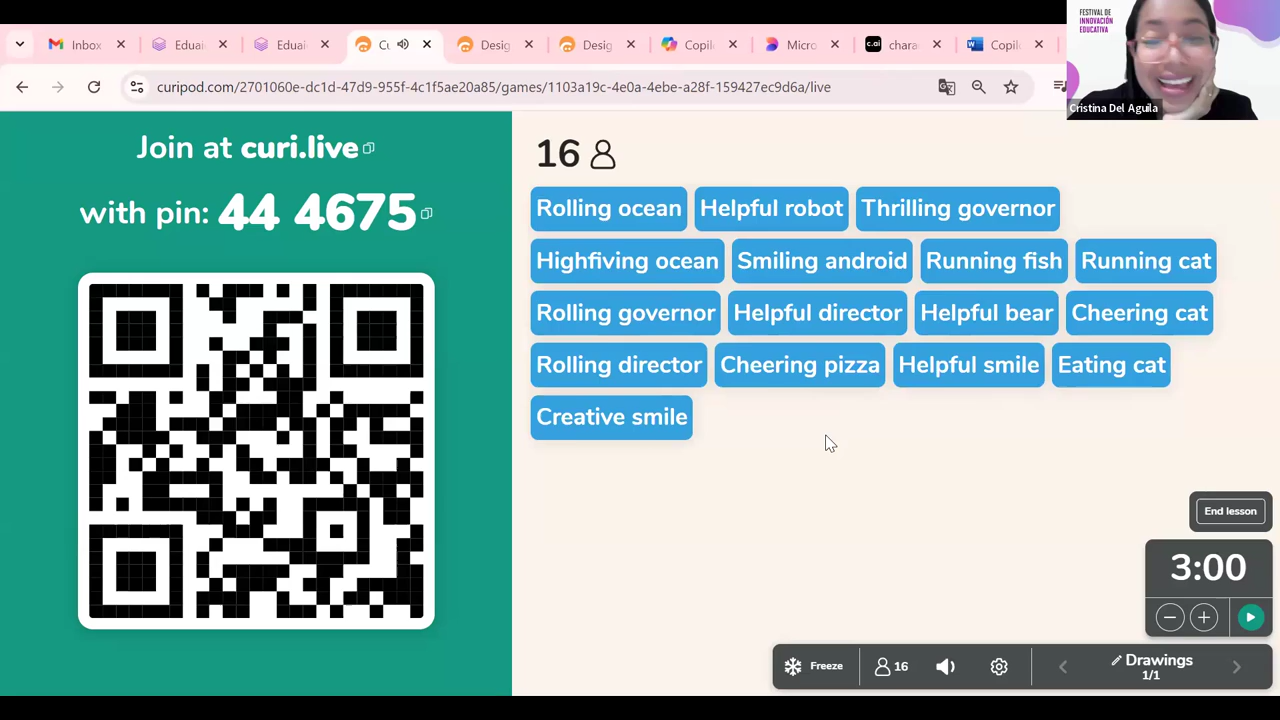 Inbox
Eduai
Eduai
Cu
Desig
Desig
Copil
Micro
c.ai
chara
Copil
curipod.com/2701060e-dc1d-47d9-955f-4c1f5ae20a85/games/1103a19c-4e0a-4ebe-a28f-159427ec9d6a/live
FESTIVAL DE
INNOVACIÓN
EDUCATIVA
Cristina Del Aguila
Join at curi.live
with pin: 44 4675
16
Rolling ocean
Helpful robot
Thrilling governor
Highfiving ocean
Smiling android
Running fish
Running cat
Rolling governor
Helpful director
Helpful bear
Cheering cat
Rolling director
Cheering pizza
Helpful smile
Eating cat
Creative smile
End lesson
3:00
Freeze
16
Drawings
1/1